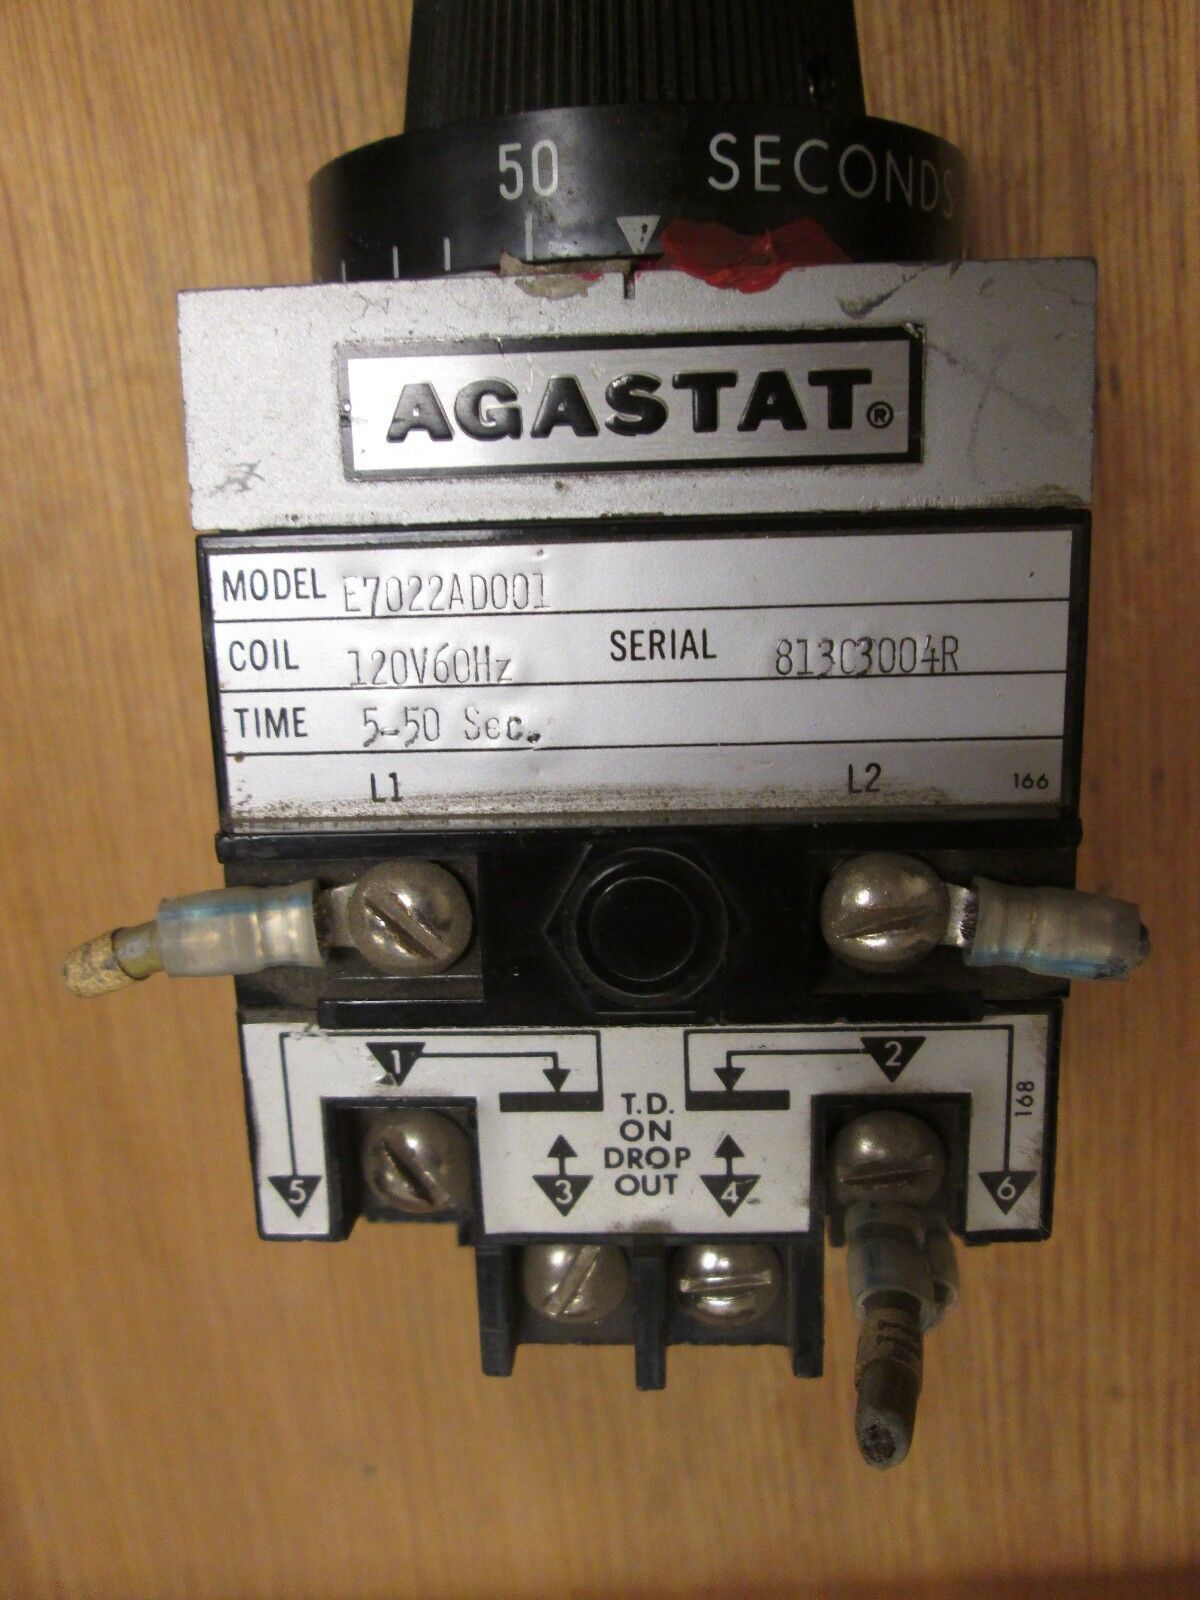 50 SECONDS
AGASTAT®
MODEL E7022AD001
COIL 120V60Hz SERIAL 813C3004R
TIME 5-50 Sec.
L1 L2 166
1 2
T.D.
ON
DROP
OUT
168
5 3 4 6